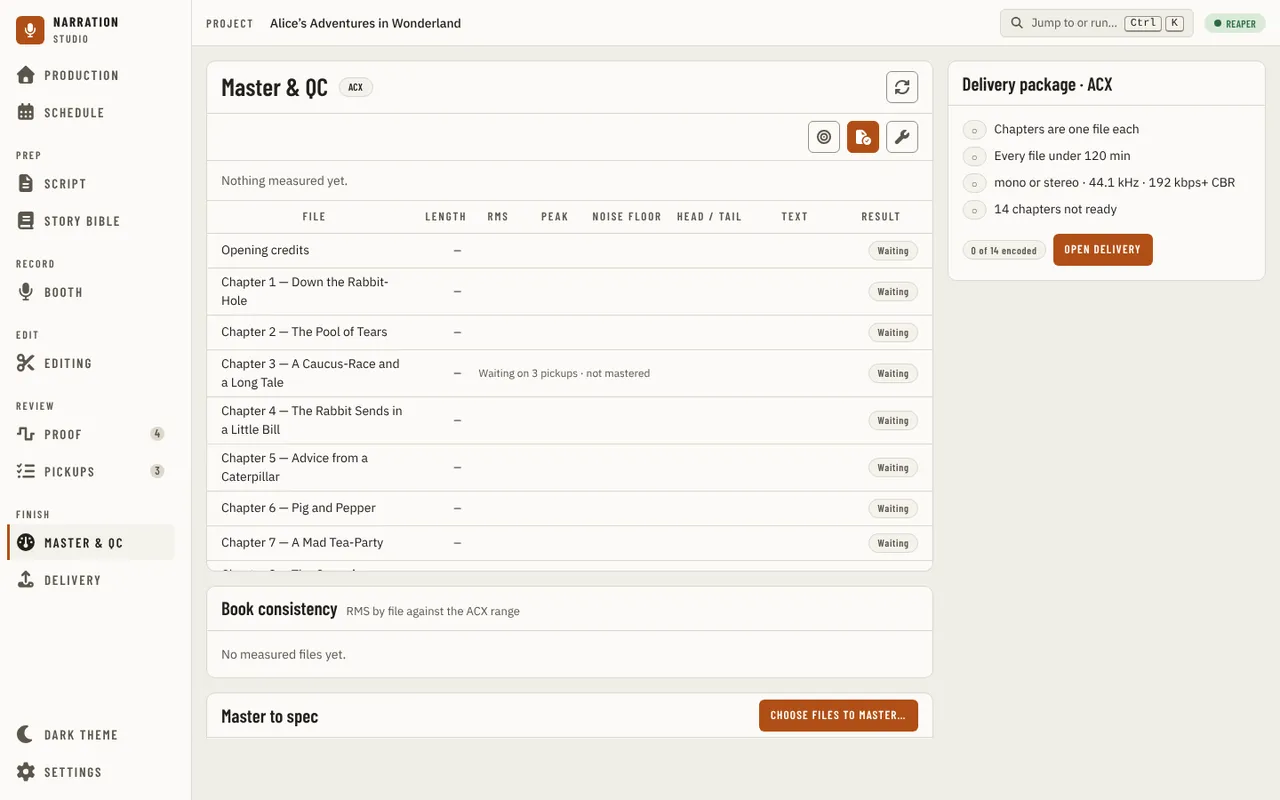 NARRATION
STUDIO
PRODUCTION
SCHEDULE
PREP
SCRIPT
STORY BIBLE
RECORD
BOOTH
EDIT
EDITING
REVIEW
PROOF 4
PICKUPS 3
FINISH
MASTER & QC
DELIVERY
DARK THEME
SETTINGS
PROJECT Alice's Adventures in Wonderland
Jump to or run... Ctrl K
REAPER
Master & QC ACX
Nothing measured yet.
FILE LENGTH RMS PEAK NOISE FLOOR HEAD / TAIL TEXT RESULT
Opening credits – Waiting
Chapter 1 — Down the Rabbit-
Hole – Waiting
Chapter 2 — The Pool of Tears – Waiting
Chapter 3 — A Caucus-Race and
a Long Tale – Waiting on 3 pickups · not mastered Waiting
Chapter 4 — The Rabbit Sends in
a Little Bill – Waiting
Chapter 5 — Advice from a
Caterpillar – Waiting
Chapter 6 — Pig and Pepper – Waiting
Chapter 7 — A Mad Tea-Party – Waiting
Book consistency RMS by file against the ACX range
No measured files yet.
Master to spec CHOOSE FILES TO MASTER...
Delivery package · ACX
Chapters are one file each
Every file under 120 min
mono or stereo · 44.1 kHz · 192 kbps+ CBR
14 chapters not ready
0 of 14 encoded OPEN DELIVERY